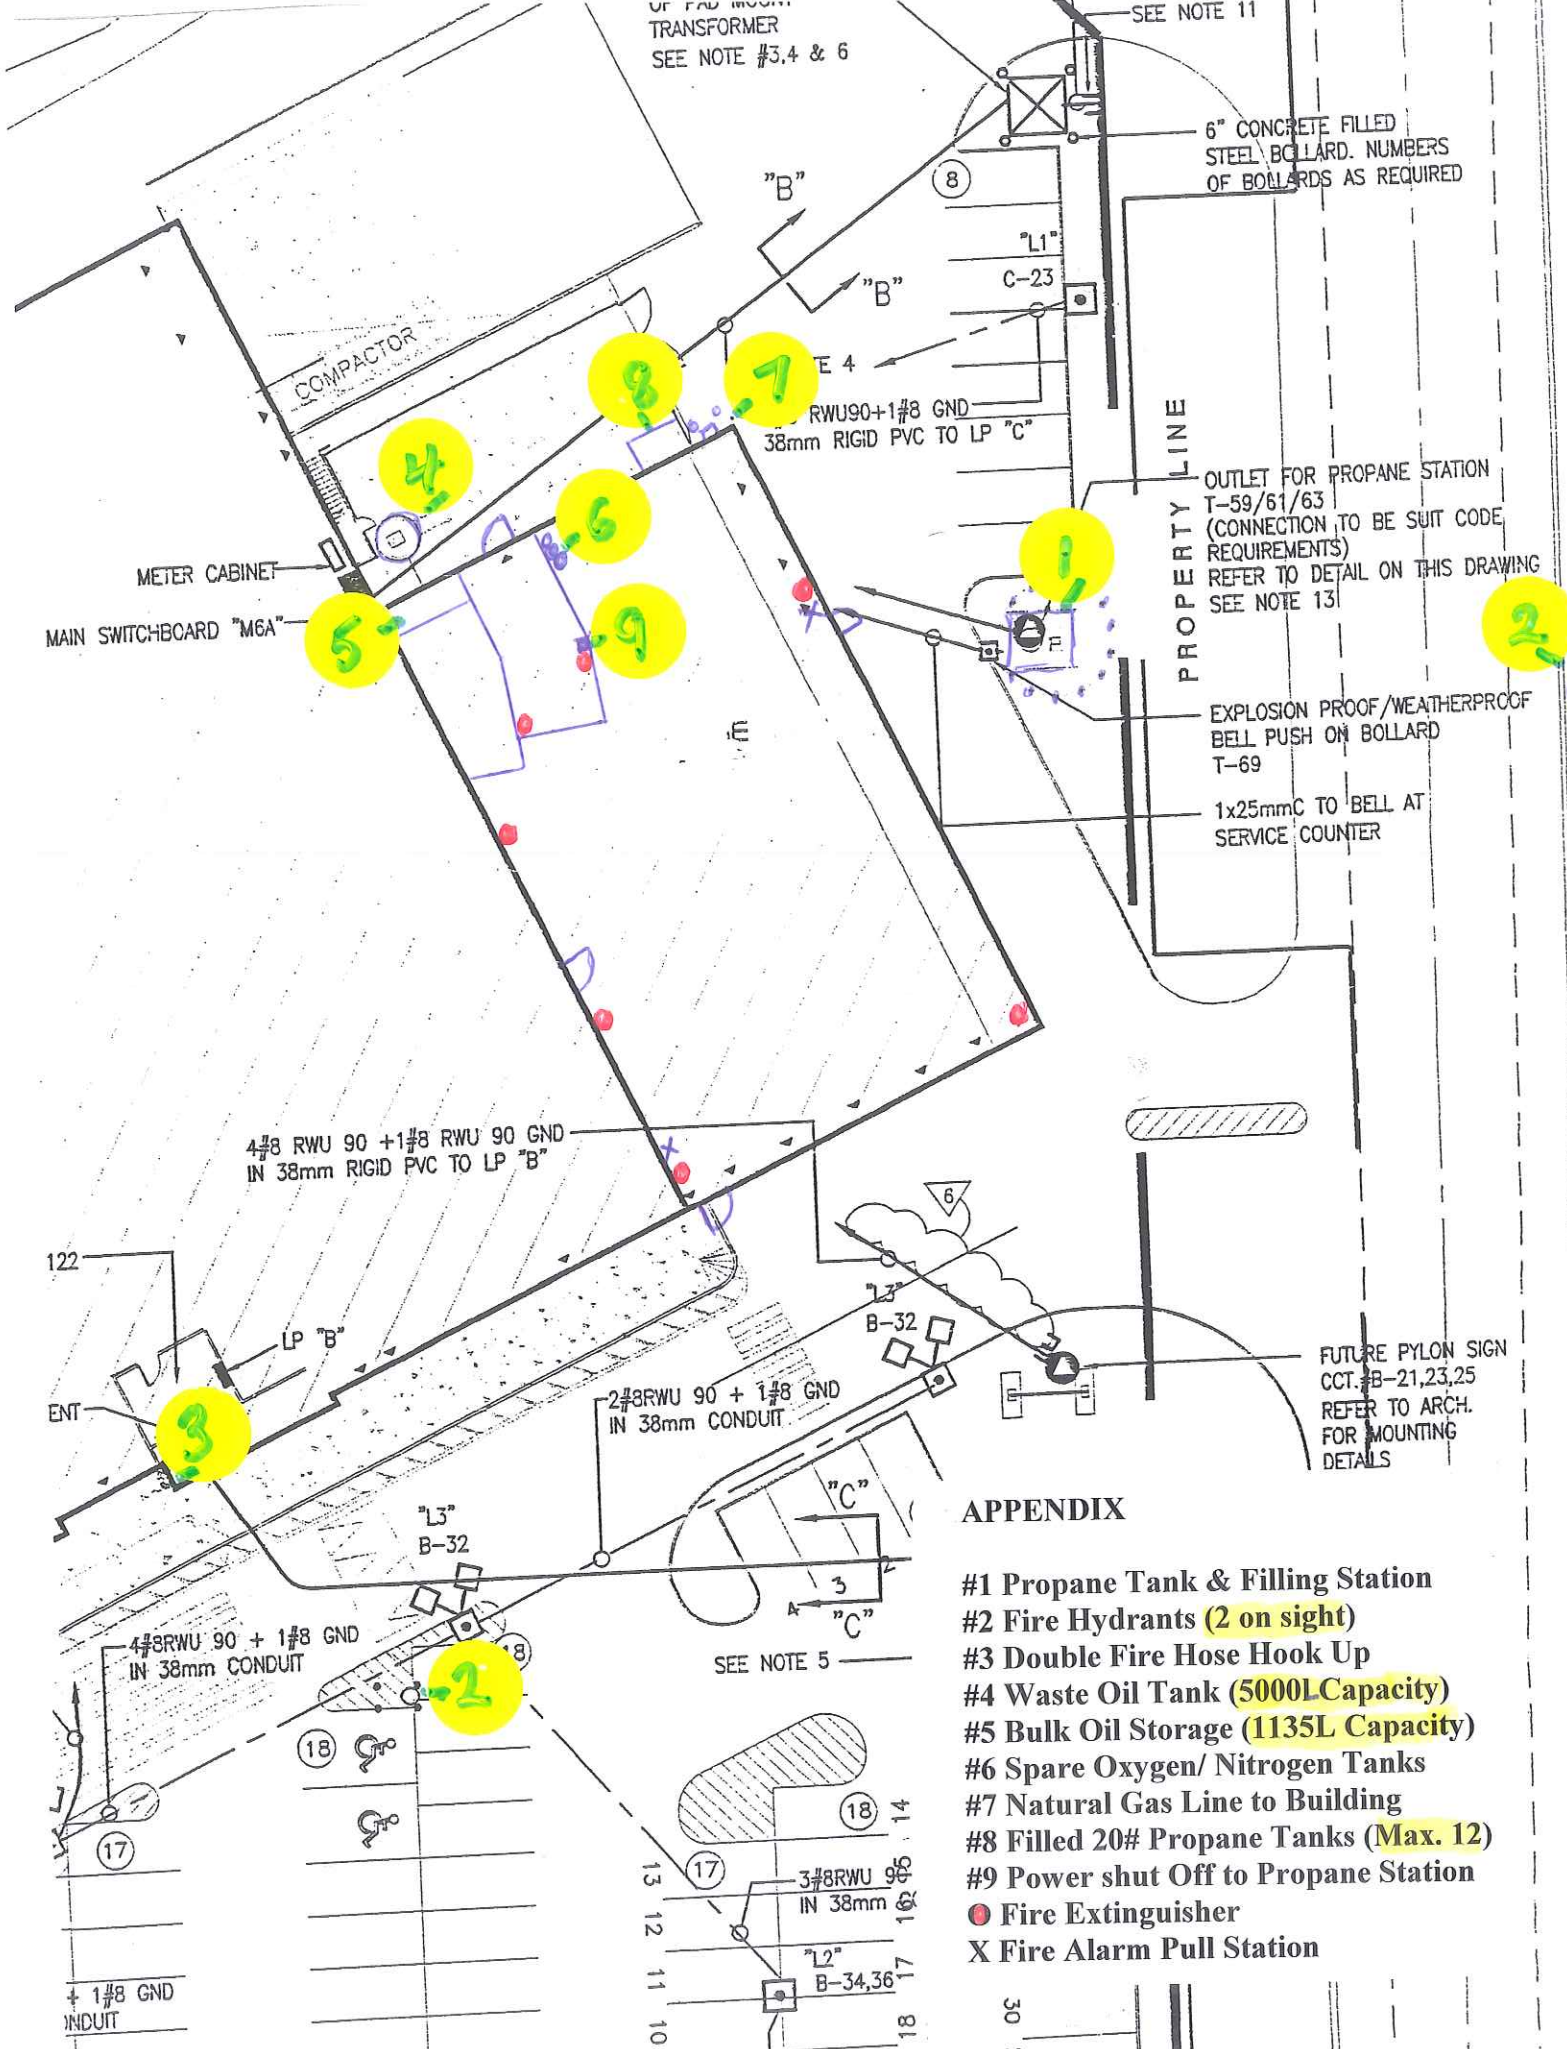 TRANSFORMER
SEE NOTE #3,4 & 6
SEE NOTE 11
6" CONCRETE FILLED
STEEL BOLLARD. NUMBERS
OF BOLLARDS AS REQUIRED
8
"B"
"B"
"L1"
C-23
COMPACTOR
8
7
E 4
RWU90+1#8 GND
38mm RIGID PVC TO LP "C"
PROPERTY LINE
4
6
OUTLET FOR PROPANE STATION
T-59/61/63
(CONNECTION TO BE SUIT CODE
REQUIREMENTS)
REFER TO DETAIL ON THIS DRAWING
SEE NOTE 13
1
2
METER CABINET
MAIN SWITCHBOARD "M6A"
5
9
EXPLOSION PROOF/WEATHERPROOF
BELL PUSH ON BOLLARD
T-69
1x25mmC TO BELL AT
SERVICE COUNTER
X
4#8 RWU 90 +1#8 RWU 90 GND
IN 38mm RIGID PVC TO LP "B"
X
6
122
LP "B"
"L3"
B-32
ENT
3
2#8RWU 90 + 1#8 GND
IN 38mm CONDUIT
FUTURE PYLON SIGN
CCT.#B-21,23,25
REFER TO ARCH.
FOR MOUNTING
DETAILS
"L3"
B-32
"C"
2
3
4
"C"
SEE NOTE 5
4#8RWU 90 + 1#8 GND
IN 38mm CONDUIT
18
2
18
17
18
14
13
17
3#8RWU 9
IN 38mm
12
"L2"
B-34,36
11
17
10
18
30
+ 1#8 GND
NDUIT
APPENDIX
#1 Propane Tank & Filling Station
#2 Fire Hydrants (2 on sight)
#3 Double Fire Hose Hook Up
#4 Waste Oil Tank (5000LCapacity)
#5 Bulk Oil Storage (1135L Capacity)
#6 Spare Oxygen/ Nitrogen Tanks
#7 Natural Gas Line to Building
#8 Filled 20# Propane Tanks (Max. 12)
#9 Power shut Off to Propane Station
Fire Extinguisher
X Fire Alarm Pull Station